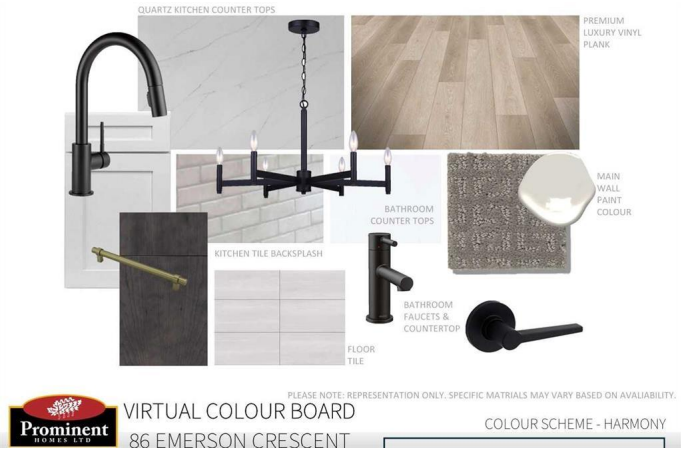 QUARTZ KITCHEN COUNTER TOPS
PREMIUM
LUXURY VINYL
PLANK
MAIN
WALL
PAINT
COLOUR
BATHROOM
COUNTER TOPS
KITCHEN TILE BACKSPLASH
BATHROOM
FAUCETS &
COUNTERTOP
FLOOR
TILE
PLEASE NOTE: REPRESENTATION ONLY. SPECIFIC MATRIALS MAY VARY BASED ON AVALIABILITY.
Prominent
HOMES LTD
VIRTUAL COLOUR BOARD
86 EMERSON CRESCENT
COLOUR SCHEME - HARMONY